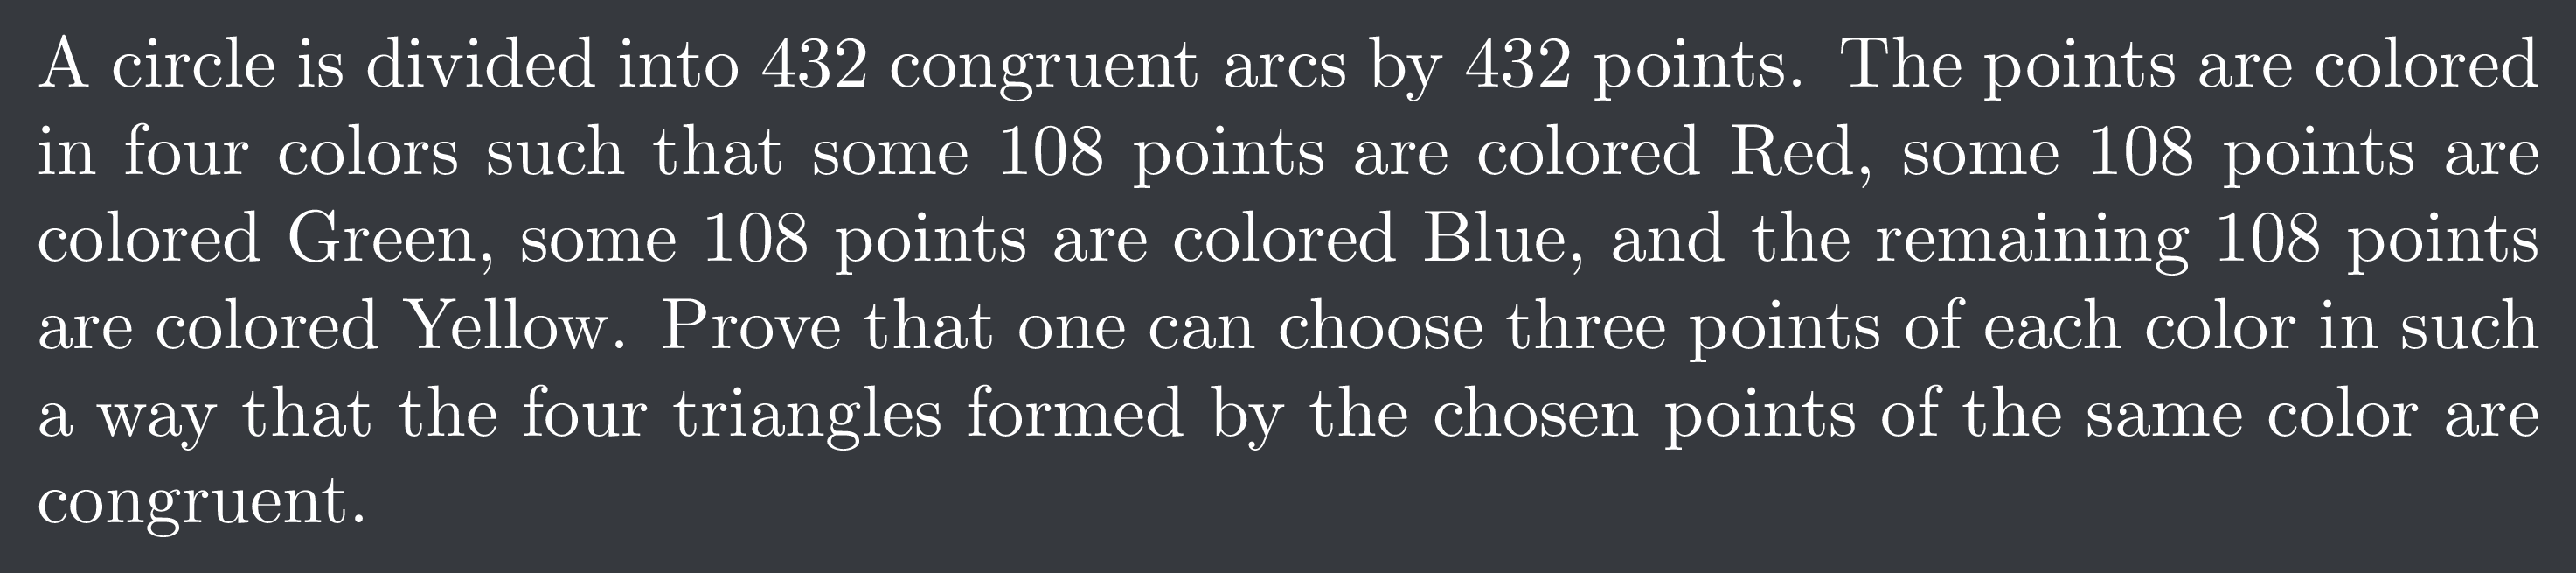 A circle is divided into 432 congruent arcs by 432 points. The points are colored
in four colors such that some 108 points are colored Red, some 108 points are
colored Green, some 108 points are colored Blue, and the remaining 108 points
are colored Yellow. Prove that one can choose three points of each color in such
a way that the four triangles formed by the chosen points of the same color are
congruent.